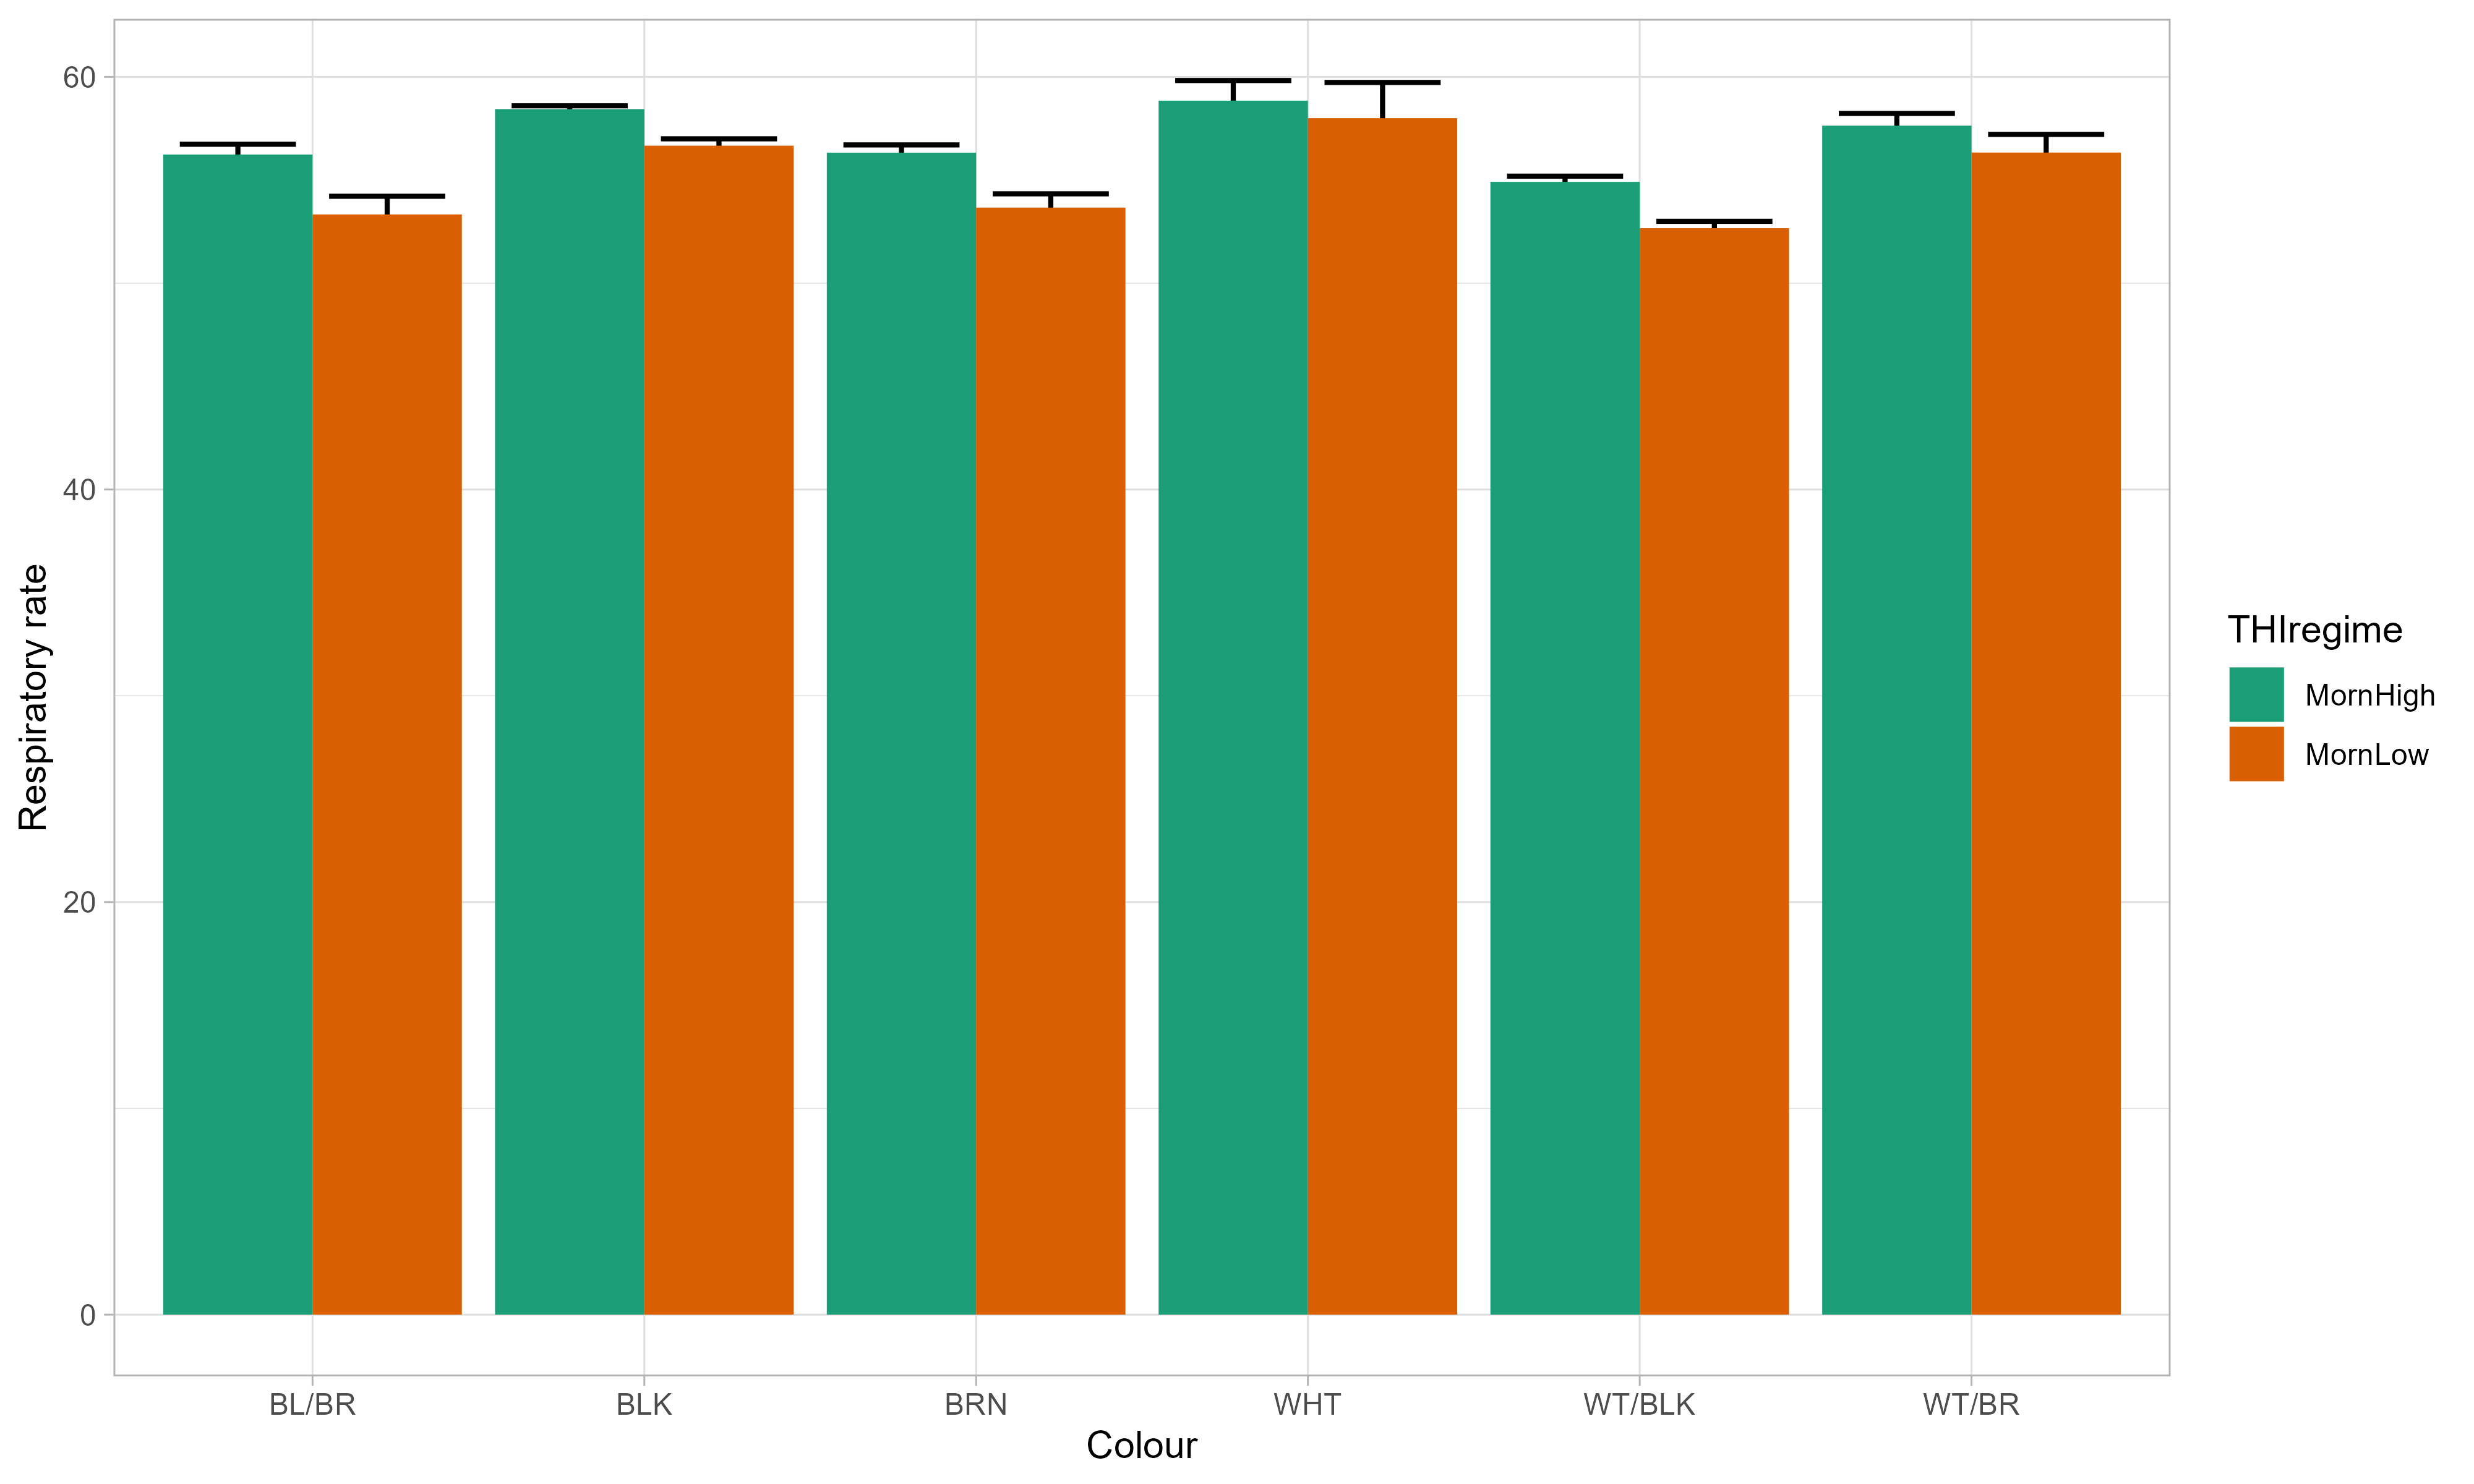 60
40
20
0
Respiratory rate
BL/BR BLK BRN WHT WT/BLK WT/BR
Colour
THIregime
MornHigh
MornLow